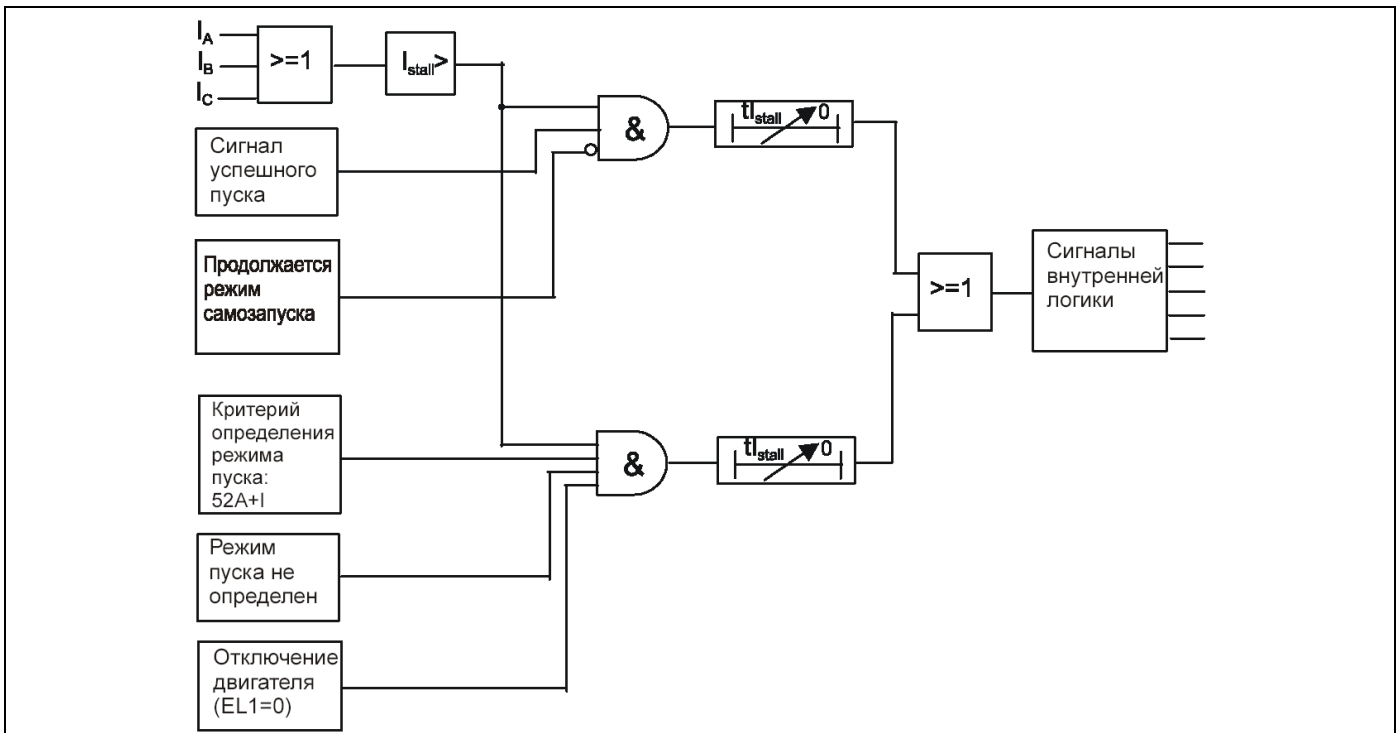 I_A
I_B
I_C
>=1
I_stall>
&
tI_stall 0
Сигнал
успешного
пуска
Продолжается
режим
самозапуска
>=1
Сигналы
внутренней
логики
Критерий
определения
режима
пуска:
52A+I
&
tI_stall 0
Режим
пуска не
определен
Отключение
двигателя
(EL1=0)